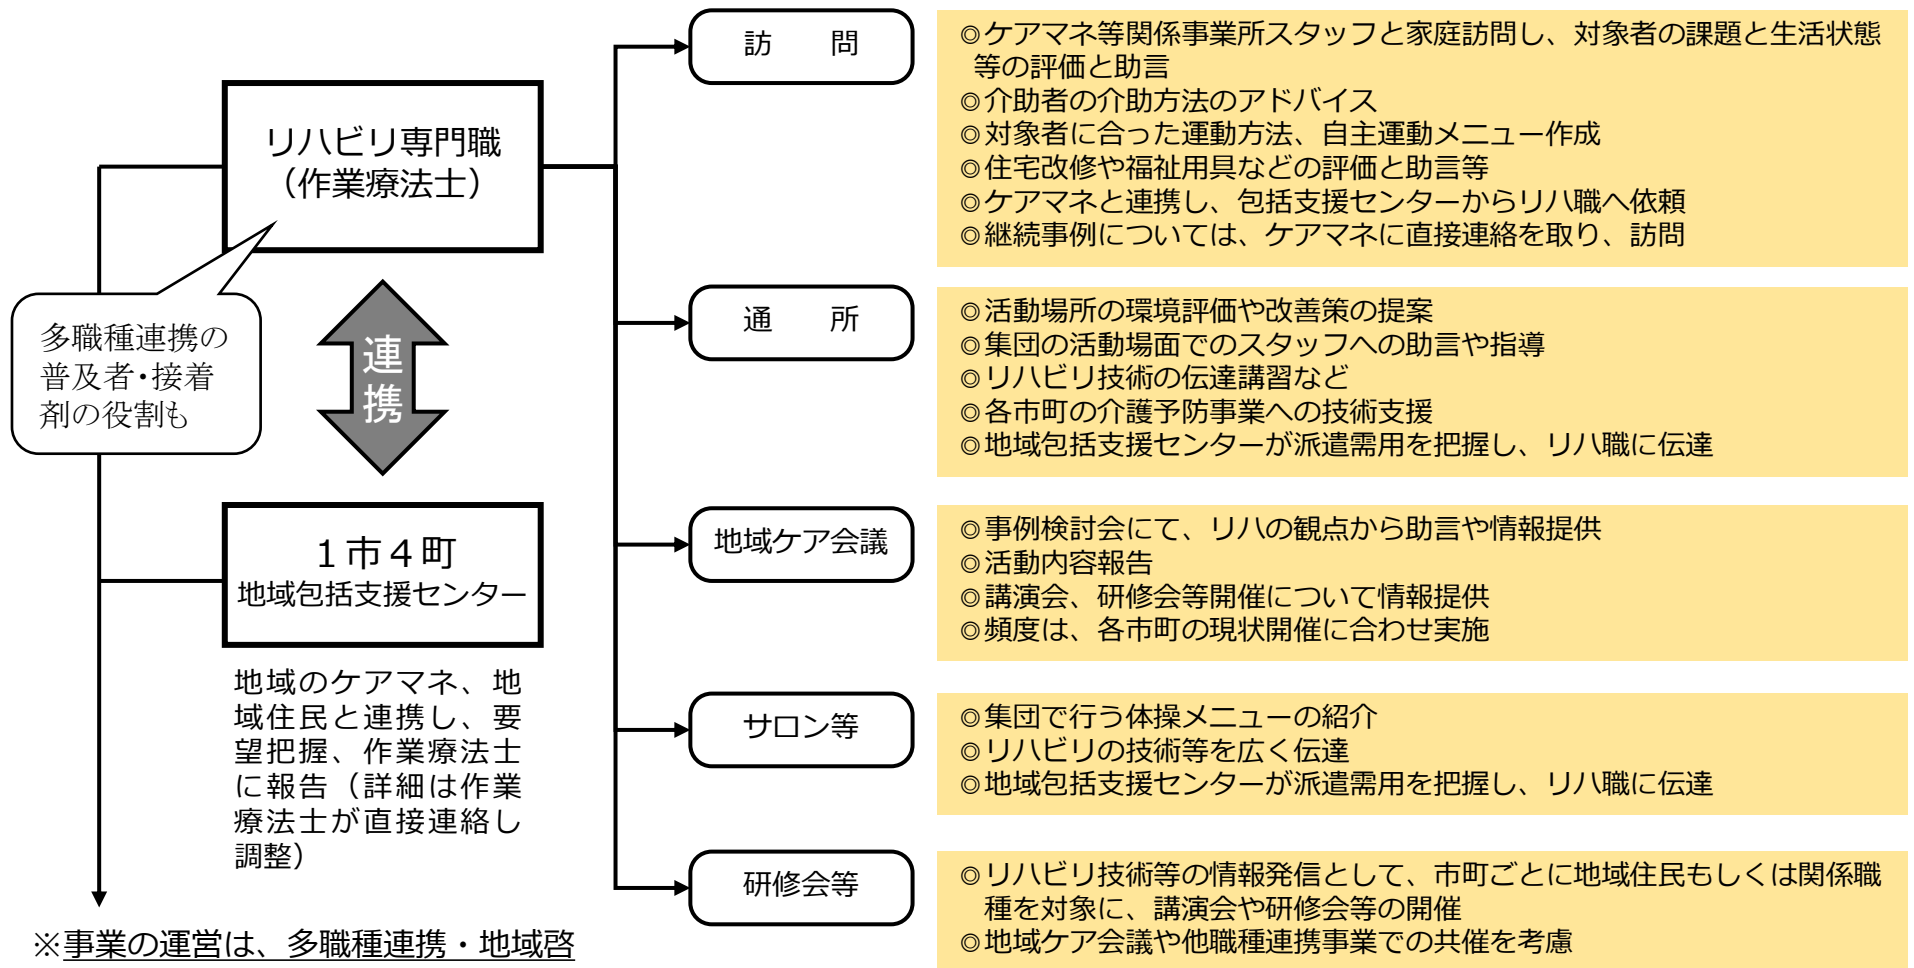 リハビリ専門職
（作業療法士）
多職種連携の
普及者・接着
剤の役割も
連
携
１市４町
地域包括支援センター
地域のケアマネ、地
域住民と連携し、要
望把握、作業療法士
に報告（詳細は作業
療法士が直接連絡し
調整）
※事業の運営は、多職種連携・地域啓
訪　問
◎ケアマネ等関係事業所スタッフと家庭訪問し、対象者の課題と生活状態
等の評価と助言
◎介助者の介助方法のアドバイス
◎対象者に合った運動方法、自主運動メニュー作成
◎住宅改修や福祉用具などの評価と助言等
◎ケアマネと連携し、包括支援センターからリハ職へ依頼
◎継続事例については、ケアマネに直接連絡を取り、訪問
通　所
◎活動場所の環境評価や改善策の提案
◎集団の活動場面でのスタッフへの助言や指導
◎リハビリ技術の伝達講習など
◎各市町の介護予防事業への技術支援
◎地域包括支援センターが派遣需用を把握し、リハ職に伝達
地域ケア会議
◎事例検討会にて、リハの観点から助言や情報提供
◎活動内容報告
◎講演会、研修会等開催について情報提供
◎頻度は、各市町の現状開催に合わせ実施
サロン等
◎集団で行う体操メニューの紹介
◎リハビリの技術等を広く伝達
◎地域包括支援センターが派遣需用を把握し、リハ職に伝達
研修会等
◎リハビリ技術等の情報発信として、市町ごとに地域住民もしくは関係職
種を対象に、講演会や研修会等の開催
◎地域ケア会議や他職種連携事業での共催を考慮